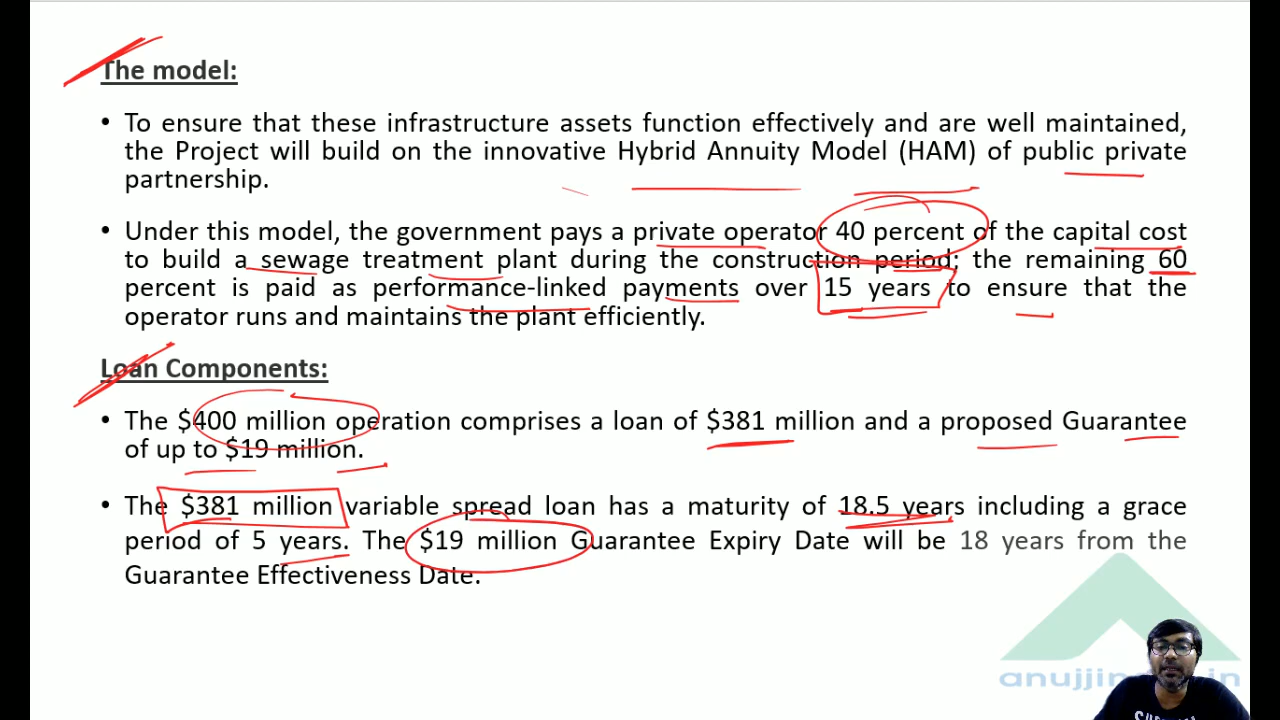 The model:
• To ensure that these infrastructure assets function effectively and are well maintained,
the Project will build on the innovative Hybrid Annuity Model (HAM) of public private
partnership.
• Under this model, the government pays a private operator 40 percent of the capital cost
to build a sewage treatment plant during the construction period; the remaining 60
percent is paid as performance-linked payments over 15 years to ensure that the
operator runs and maintains the plant efficiently.
Loan Components:
• The $400 million operation comprises a loan of $381 million and a proposed Guarantee
of up to $19 million.
• The $381 million variable spread loan has a maturity of 18.5 years including a grace
period of 5 years. The $19 million Guarantee Expiry Date will be 18 years from the
Guarantee Effectiveness Date.